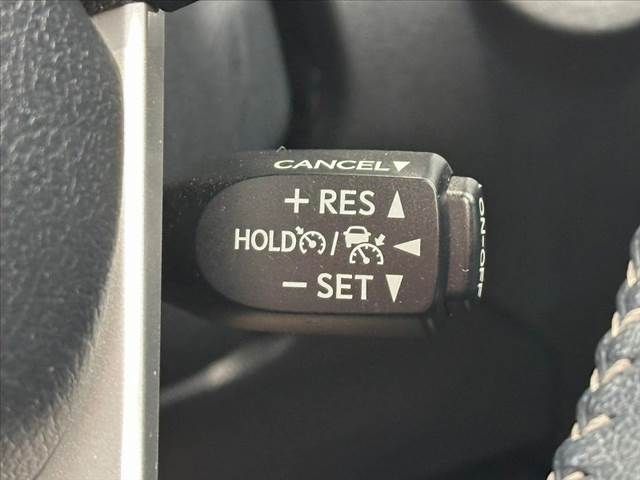 CANCEL▼
+ RES ▲
HOLD / ◄
− SET ▼
ON-OFF